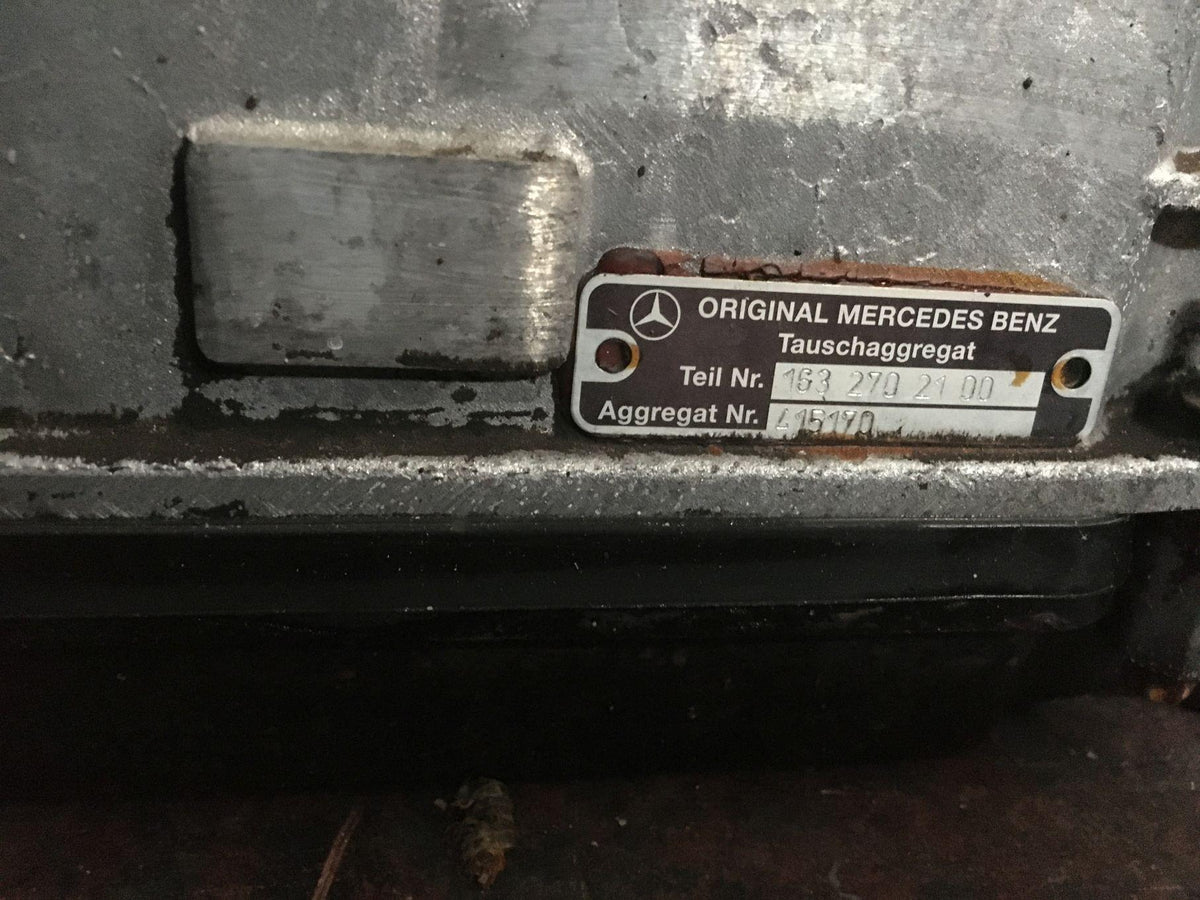 ORIGINAL MERCEDES BENZ
Tauschaggregat
Teil Nr. 163 270 21 00
Aggregat Nr. 415170